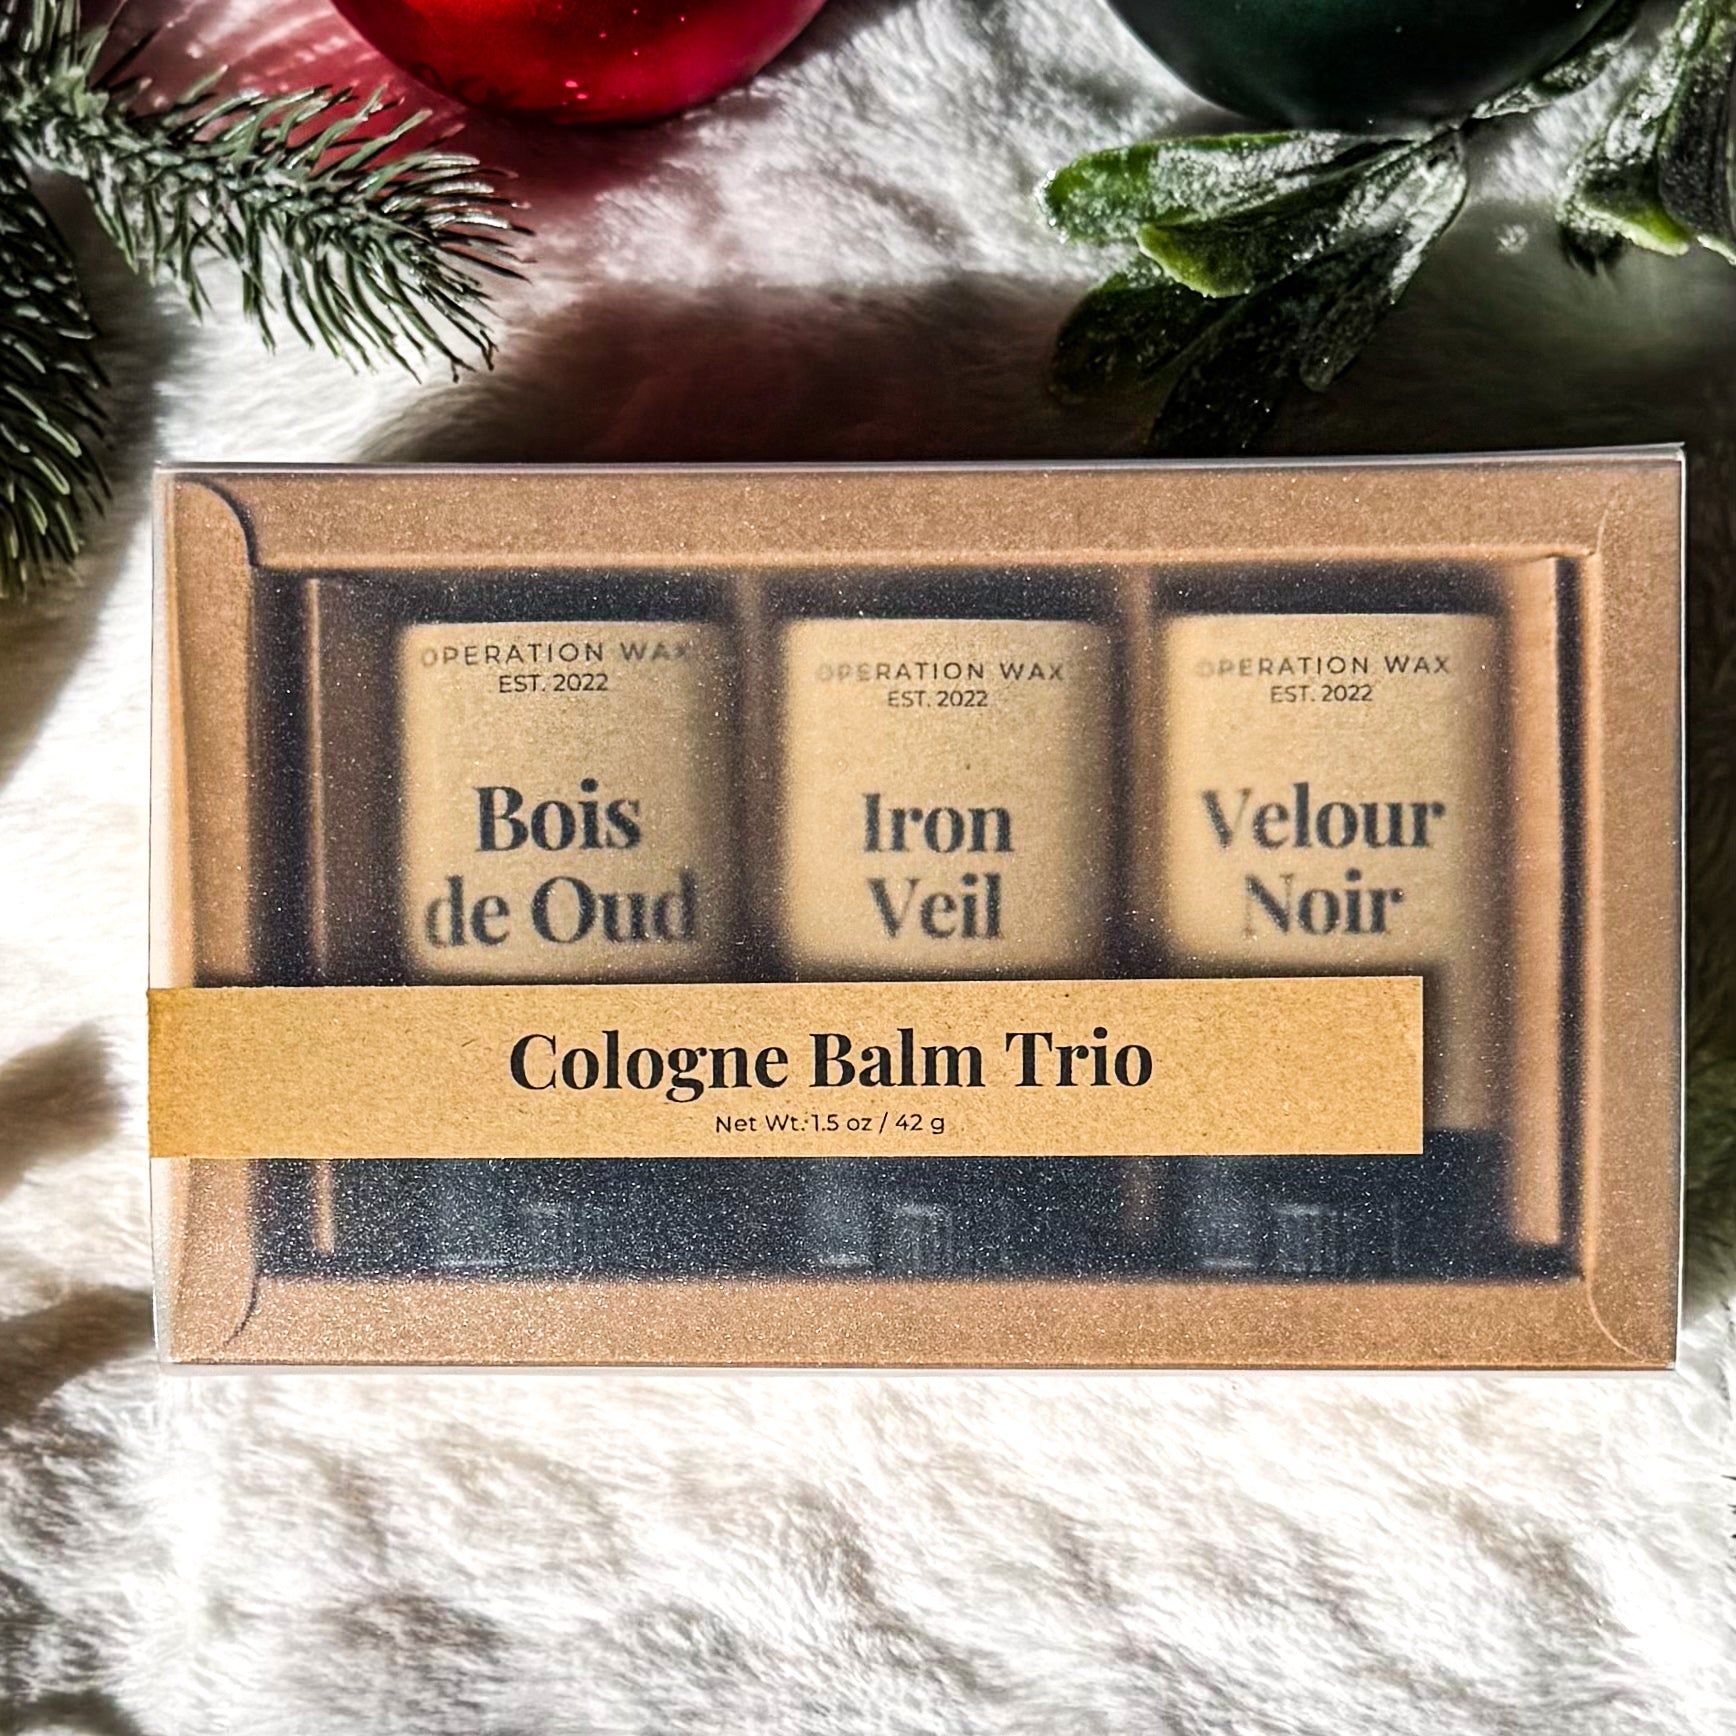 OPERATION WAX
EST. 2022
Bois
de Oud
OPERATION WAX
EST. 2022
Iron
Veil
OPERATION WAX
EST. 2022
Velour
Noir
Cologne Balm Trio
Net Wt. 1.5 oz / 42 g